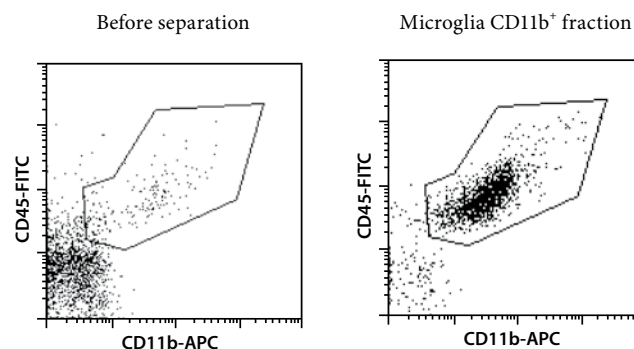 Before separation
Microglia CD11b⁺ fraction
CD45-FITC
CD11b-APC
CD45-FITC
CD11b-APC